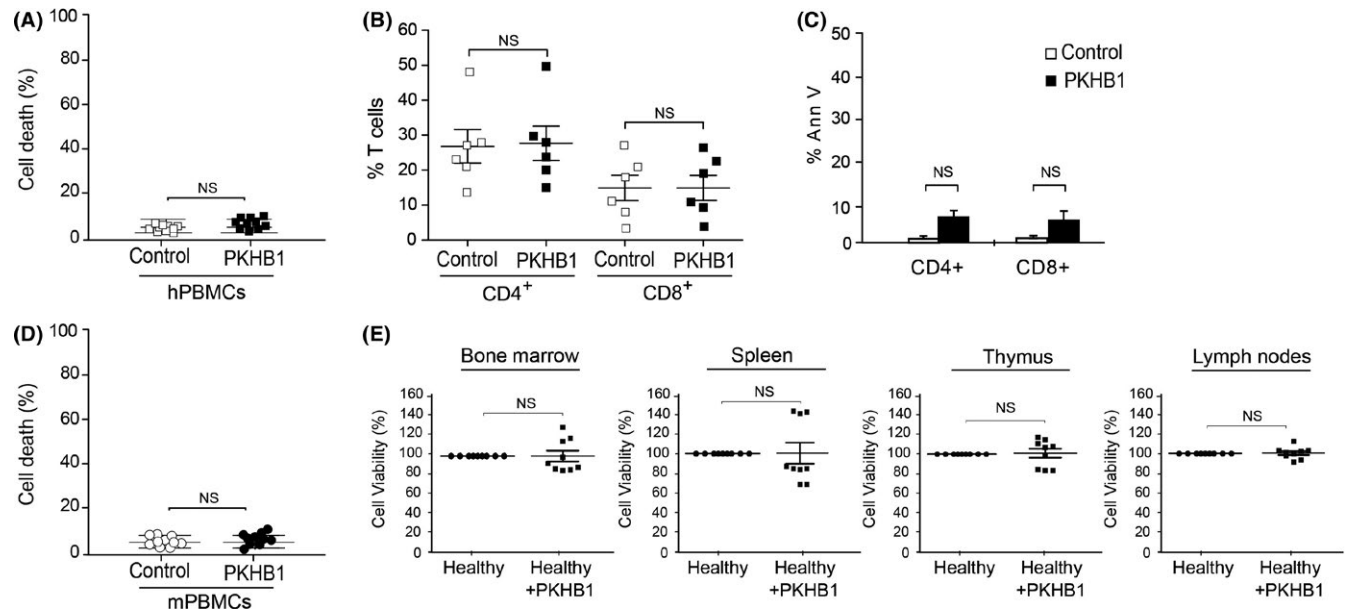 (A)
100
80
60
40
20
0
Cell death (%)
NS
Control PKHB1
hPBMCs
(B)
60
50
40
30
20
10
0
% T cells
NS
NS
Control PKHB1 Control PKHB1
CD4+ CD8+
(C)
50
40
30
20
10
0
% Ann V
Control
PKHB1
NS NS
CD4+ CD8+
(D)
100
80
60
40
20
0
Cell death (%)
NS
Control PKHB1
mPBMCs
(E)
Bone marrow
160
140
120
100
80
60
40
20
0
Cell Viability (%)
NS
Healthy Healthy
+PKHB1
Spleen
160
140
120
100
80
60
40
20
0
Cell Viability (%)
NS
Healthy Healthy
+PKHB1
Thymus
160
140
120
100
80
60
40
20
0
Cell Viability (%)
NS
Healthy Healthy
+PKHB1
Lymph nodes
160
140
120
100
80
60
40
20
0
Cell Viability (%)
NS
Healthy Healthy
+PKHB1